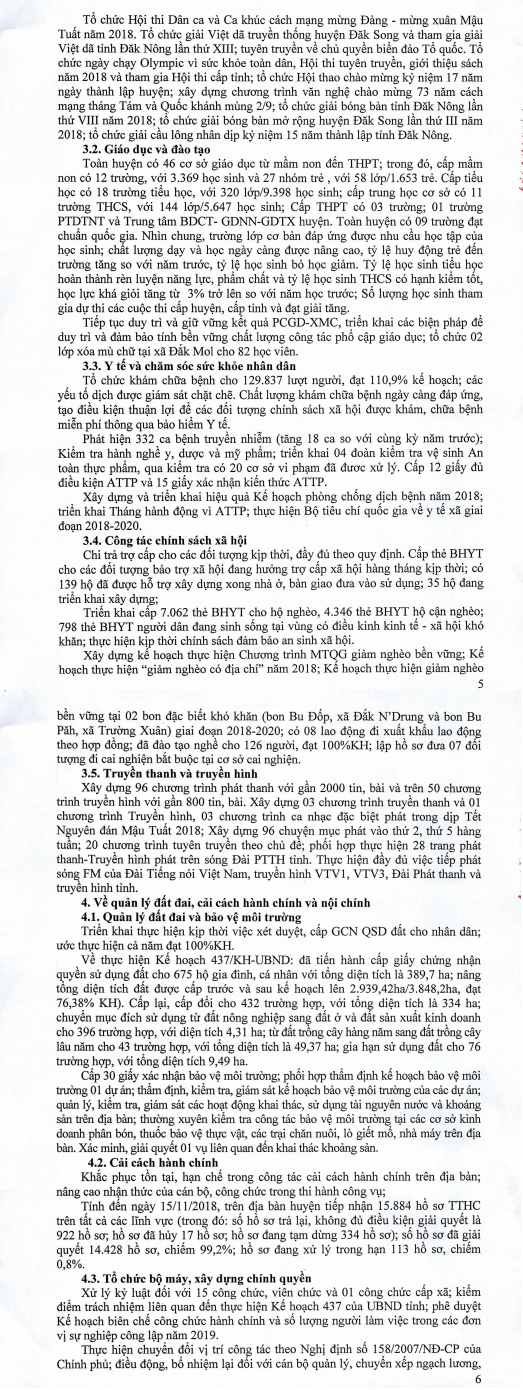 Tổ chức Hội thi Dân ca và Ca khúc cách mạng mừng Đảng - mừng xuân Mậu
Tuất năm 2018. Tổ chức giải Việt dã truyền thống huyện Đăk Song và tham gia giải
Việt dã tỉnh Đăk Nông lần thứ XIII; tuyên truyền về chủ quyền biển đảo Tổ quốc. Tổ
chức ngày chạy Olympic vì sức khỏe toàn dân, Hội thi tuyên truyền, giới thiệu sách
năm 2018 và tham gia Hội thi cấp tỉnh; tổ chức Hội thao chào mừng kỷ niệm 17 năm
ngày thành lập huyện; xây dựng chương trình văn nghệ chào mừng 73 năm cách
mạng tháng Tám và Quốc khánh mùng 2/9; tổ chức giải bóng bàn tỉnh Đăk Nông lần
thứ VIII năm 2018; tổ chức giải bóng bàn mở rộng huyện Đăk Song lần thứ III năm
2018; tổ chức giải cầu lông nhân dịp kỷ niệm 15 năm thành lập tỉnh Đăk Nông.
3.2. Giáo dục và đào tạo
Toàn huyện có 46 cơ sở giáo dục từ mầm non đến THPT; trong đó, cấp mầm
non có 12 trường, với 3.369 học sinh và 27 nhóm trẻ , với 58 lớp/1.653 trẻ. Cấp tiểu
học có 18 trường tiểu học, với 320 lớp/9.398 học sinh; cấp trung học cơ sở có 11
trường THCS, với 144 lớp/5.647 học sinh; Cấp THPT có 03 trường; 01 trường
PTDTNT và Trung tâm BDCT- GDNN-GDTX huyện. Toàn huyện có 09 trường đạt
chuẩn quốc gia. Nhìn chung, trường lớp cơ bản đáp ứng được nhu cầu học tập của
học sinh; chất lượng dạy và học ngày càng được nâng cao, tỷ lệ huy động trẻ đến
trường tăng so với năm trước, tỷ lệ học sinh bỏ học giảm. Tỷ lệ học sinh tiểu học
hoàn thành rèn luyện năng lực, phẩm chất và tỷ lệ học sinh THCS có hạnh kiểm tốt,
học lực khá giỏi tăng từ 3% trở lên so với năm học trước; Số lượng học sinh tham
gia dự thi các cuộc thi cấp huyện, cấp tỉnh và đạt giải tăng.
Tiếp tục duy trì và giữ vững kết quả PCGD-XMC, triển khai các biện pháp để
duy trì và đảm bảo tính bền vững chất lượng công tác phổ cập giáo dục; tổ chức 02
lớp xóa mù chữ tại xã Đắk Mol cho 82 học viên.
3.3. Y tế và chăm sóc sức khỏe nhân dân
Tổ chức khám chữa bệnh cho 129.837 lượt người, đạt 110,9% kế hoạch; các
yếu tố dịch được giám sát chặt chẽ. Chất lượng khám chữa bệnh ngày càng đáp ứng,
tạo điều kiện thuận lợi để các đối tượng chính sách xã hội được khám, chữa bệnh
miễn phí thông qua bảo hiểm Y tế.
Phát hiện 332 ca bệnh truyền nhiễm (tăng 18 ca so với cùng kỳ năm trước);
Kiểm tra hành nghề y, dược và mỹ phẩm; triển khai 04 đoàn kiểm tra vệ sinh An
toàn thực phẩm, qua kiểm tra có 20 cơ sở vi phạm đã được xử lý. Cấp 12 giấy đủ
điều kiện ATTP và 15 giấy xác nhận kiến thức ATTP.
Xây dựng và triển khai hiệu quả Kế hoạch phòng chống dịch bệnh năm 2018;
triển khai Tháng hành động vì ATTP; thực hiện Bộ tiêu chí quốc gia về y tế xã giai
đoạn 2018-2020.
3.4. Công tác chính sách xã hội
Chi trả trợ cấp cho các đối tượng kịp thời, đầy đủ theo quy định. Cấp thẻ BHYT
cho các đối tượng bảo trợ xã hội đang hưởng trợ cấp xã hội hàng tháng kịp thời; có
139 hộ đã được hỗ trợ xây dựng xong nhà ở, bàn giao đưa vào sử dụng; 35 hộ đang
triển khai xây dựng;
Triển khai cấp 7.062 thẻ BHYT cho hộ nghèo, 4.346 thẻ BHYT hộ cận nghèo;
798 thẻ BHYT người dân đang sinh sống tại vùng có điều kinh kinh tế - xã hội khó
khăn; thực hiện kịp thời chính sách đảm bảo an sinh xã hội.
Xây dựng kế hoạch thực hiện Chương trình MTQG giảm nghèo bền vững; Kế
hoạch thực hiện “giảm nghèo có địa chỉ” năm 2018; Kế hoạch thực hiện giảm nghèo
5
bền vững tại 02 bon đặc biệt khó khăn (bon Bu Đốp, xã Đắk N’Drung và bon Bu
Păh, xã Trường Xuân) giai đoạn 2018-2020; có 08 lao động đi xuất khẩu lao động
theo hợp đồng; đã đào tạo nghề cho 126 người, đạt 100%KH; lập hồ sơ đưa 07 đối
tượng đi cai nghiện bắt buộc tại cơ sở cai nghiện.
3.5. Truyền thanh và truyền hình
Xây dựng 96 chương trình phát thanh với gần 2000 tin, bài và trên 50 chương
trình truyền hình với gần 800 tin, bài. Xây dựng 03 chương trình truyền thanh và 01
chương trình Truyền hình, 03 chương trình ca nhạc đặc biệt phát trong dịp Tết
Nguyên đán Mậu Tuất 2018; Xây dựng 96 chuyện mục phát vào thứ 2, thứ 5 hàng
tuần; 20 chương trình tuyên truyền theo chủ đề; phối hợp thực hiện 28 trang phát
thanh-Truyền hình phát trên sóng Đài PTTH tỉnh. Thực hiện đầy đủ việc tiếp phát
sóng FM của Đài Tiếng nói Việt Nam, truyền hình VTV1, VTV3, Đài Phát thanh và
truyền hình tỉnh.
4. Về quản lý đất đai, cải cách hành chính và nội chính
4.1. Quản lý đất đai và bảo vệ môi trường
Triển khai thực hiện kịp thời việc xét duyệt, cấp GCN QSD đất cho nhân dân;
ước thực hiện cả năm đạt 100%KH.
Về thực hiện Kế hoạch 437/KH-UBND: đã tiến hành cấp giấy chứng nhận
quyền sử dụng đất cho 675 hộ gia đình, cá nhân với tổng diện tích là 389,7 ha; nâng
tổng diện tích đất được cấp trước và sau kế hoạch lên 2.939,42ha/3.848,2ha, đạt
76,38% KH). Cấp lại, cấp đổi cho 432 trường hợp, với tổng diện tích là 334 ha;
chuyển mục đích sử dụng từ đất nông nghiệp sang đất ở và đất sản xuất kinh doanh
cho 396 trường hợp, với diện tích 4,31 ha; từ đất trồng cây hàng năm sang đất trồng cây
lâu năm cho 43 trường hợp, với tổng diện tích là 49,37 ha; gia hạn sử dụng đất cho 76
trường hợp, với tổng diện tích 9,49 ha.
Cấp 30 giấy xác nhận bảo vệ môi trường; phối hợp thẩm định kế hoạch bảo vệ môi
trường 01 dự án; thẩm định, kiểm tra, giám sát kế hoạch bảo vệ môi trường của các dự án;
quản lý, kiểm tra, giám sát các hoạt động khai thác, sử dụng tài nguyên nước và khoáng
sản trên địa bàn; thường xuyên kiểm tra công tác bảo vệ môi trường tại các cơ sở kinh
doanh phân bón, thuốc bảo vệ thực vật, các trại chăn nuôi, lò giết mổ, nhà máy trên địa
bàn. Xác minh, giải quyết 01 vụ liên quan đến khai thác khoảng sản.
4.2. Cải cách hành chính
Khắc phục tồn tại, hạn chế trong công tác cải cách hành chính trên địa bàn;
nâng cao nhận thức của cán bộ, công chức trong thi hành công vụ;
Tính đến ngày 15/11/2018, trên địa bàn huyện tiếp nhận 15.884 hồ sơ TTHC
trên tất cả các lĩnh vực (trong đó: số hồ sơ trả lại, không đủ điều kiện giải quyết là
922 hồ sơ; hồ sơ đã hủy 17 hồ sơ; hồ sơ đang tạm dừng 334 hồ sơ); số hồ sơ đã giải
quyết 14.428 hồ sơ, chiếm 99,2%; hồ sơ đang xử lý trong hạn 113 hồ sơ, chiếm
0,8%.
4.3. Tổ chức bộ máy, xây dựng chính quyền
Xử lý kỷ luật đối với 15 công chức, viên chức và 01 công chức cấp xã; kiểm
điểm trách nhiệm liên quan đến thực hiện Kế hoạch 437 của UBND tỉnh; phê duyệt
Kế hoạch biên chế công chức hành chính và số lượng người làm việc trong các đơn
vị sự nghiệp công lập năm 2019.
Thực hiện chuyển đổi vị trí công tác theo Nghị định số 158/2007/NĐ-CP của
Chính phủ; điều động, bổ nhiệm lại đối với cán bộ quản lý, chuyển xếp ngạch lương,
6